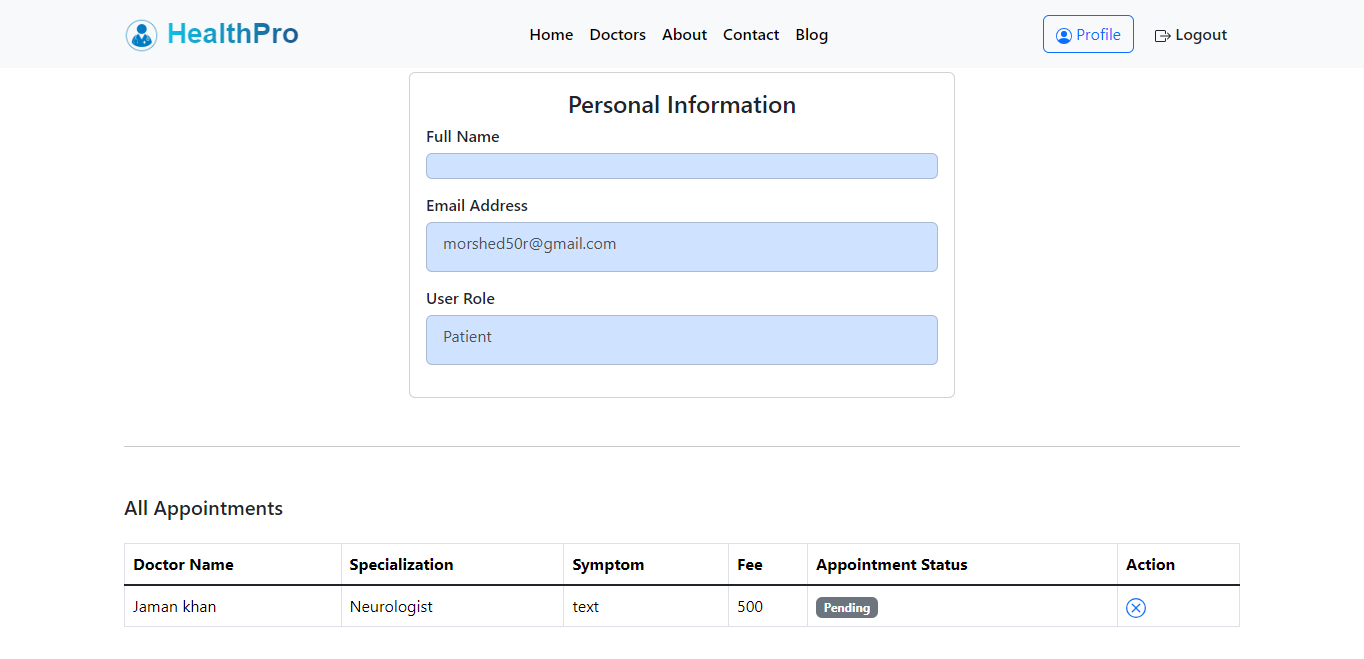 HealthPro Home Doctors About Contact Blog Profile Logout
Personal Information
Full Name
Email Address
morshed50r@gmail.com
User Role
Patient
All Appointments
Doctor Name Specialization Symptom Fee Appointment Status Action
Jaman khan Neurologist text 500 Pending